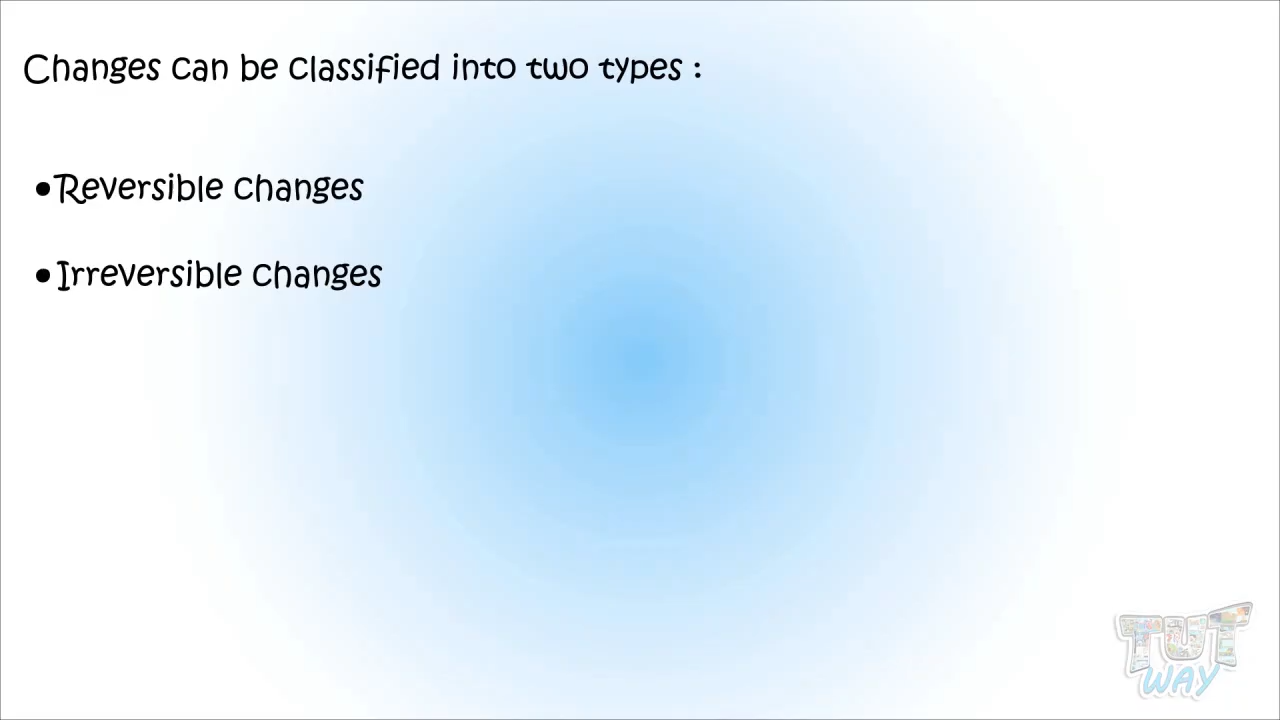 Changes can be classified into two types :
•Reversible changes
•Irreversible changes
TUT
WAY